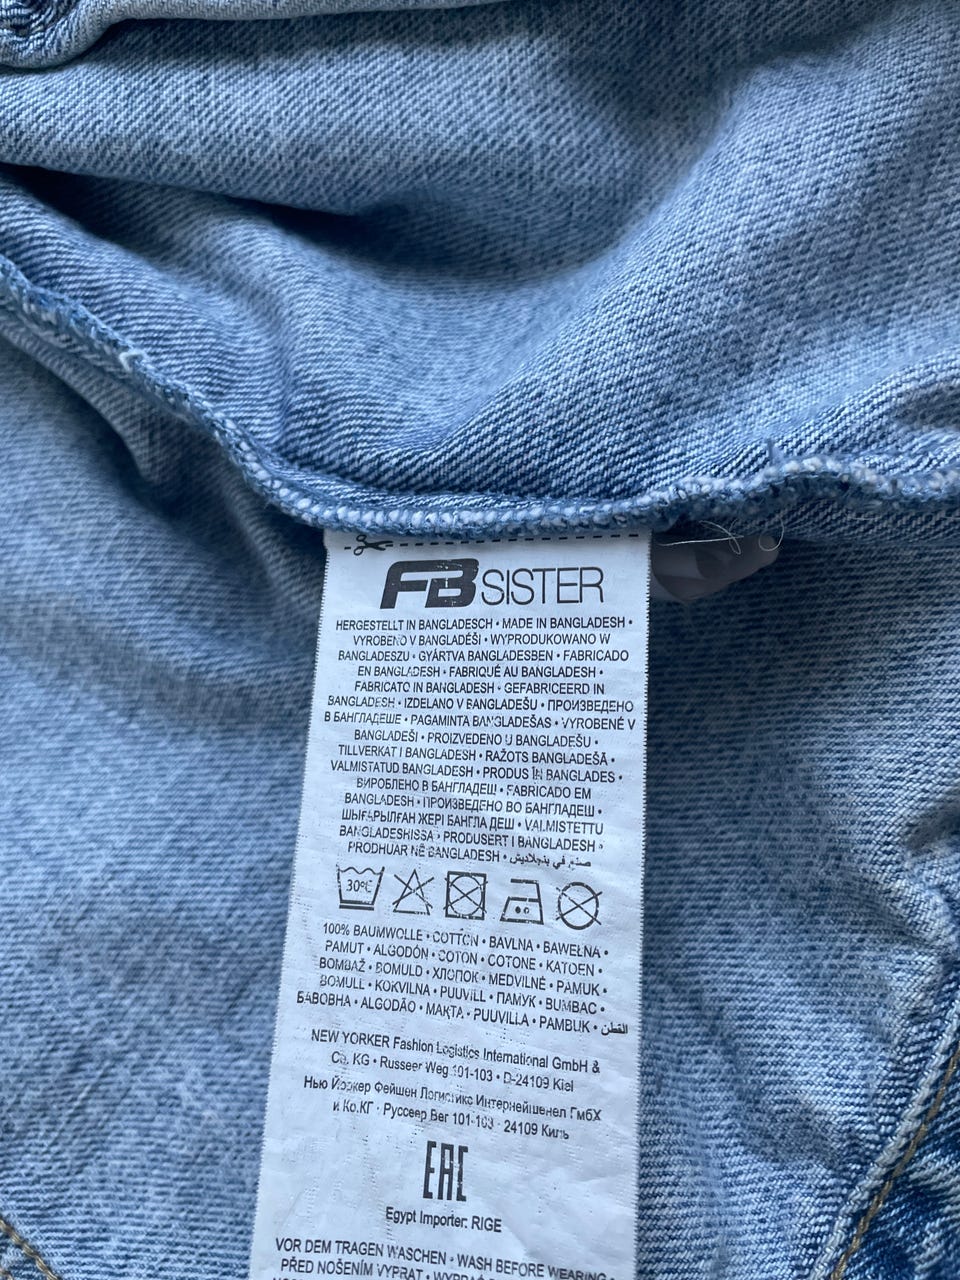 FB SISTER
HERGESTELLT IN BANGLADESCH • MADE IN BANGLADESH •
VYROBENO V BANGLADÉŠI • WYPRODUKOWANO W
BANGLADESZU • GYÁRTVA BANGLADESBEN • FABRICADO
EN BANGLADESH • FABRIQUÉ AU BANGLADESH •
FABRICATO IN BANGLADESH • GEFABRICEERD IN
BANGLADESH • IZDELANO V BANGLADEŠU • ПРОИЗВЕДЕНО
В БАНГЛАДЕШЕ • PAGAMINTA BANGLADEŠAS • VYROBENÉ V
BANGLADÉŠI • PROIZVEDENO U BANGLADEŠU •
TILLVERKAT I BANGLADESH • RAŽOTS BANGLADEŠĀ •
VALMISTATUD BANGLADESH • PRODUS ÎN BANGLADES •
ВИРОБЛЕНО В БАНГЛАДЕШ • FABRICADO EM
BANGLADESH • ПРОИЗВЕДЕНО ВО БАНГЛАДЕШ •
ШЫҒАРЫЛҒАН ЖЕРІ БАНГЛА ДЕШ • VALMISTETTU
BANGLADESHISSA • PRODUSERT I BANGLADESH •
PRODHUAR NË BANGLADESH • صنع في بنجلاديش
30°C
100% BAUMWOLLE • COTTON • BAVLNA • BAWEŁNA •
PAMUT • ALGODÓN • COTON • COTONE • KATOEN •
BOMBAŽ • BOMULD • ХЛОПОК • MEDVILNĖ • PAMUK •
BOMULL • KOKVILNA • PUUVILL • ПАМУК • BUMBAC •
БАВОВНА • ALGODÃO • МАҚТА • PUUVILLA • PAMBUK • القطن
NEW YORKER Fashion Logistics International GmbH &
Co. KG • Russeer Weg 101-103 • D-24109 Kiel
Нью Йоркер Фейшен Логистикс Интернейшенел ГмбХ
и Ко.КГ • Руссеер Вег 101-103 • 24109 Киль
EAC
Egypt Importer: RIGE
VOR DEM TRAGEN WASCHEN • WASH BEFORE WEARING •
PŘED NOŠENÍM VYPRAT •